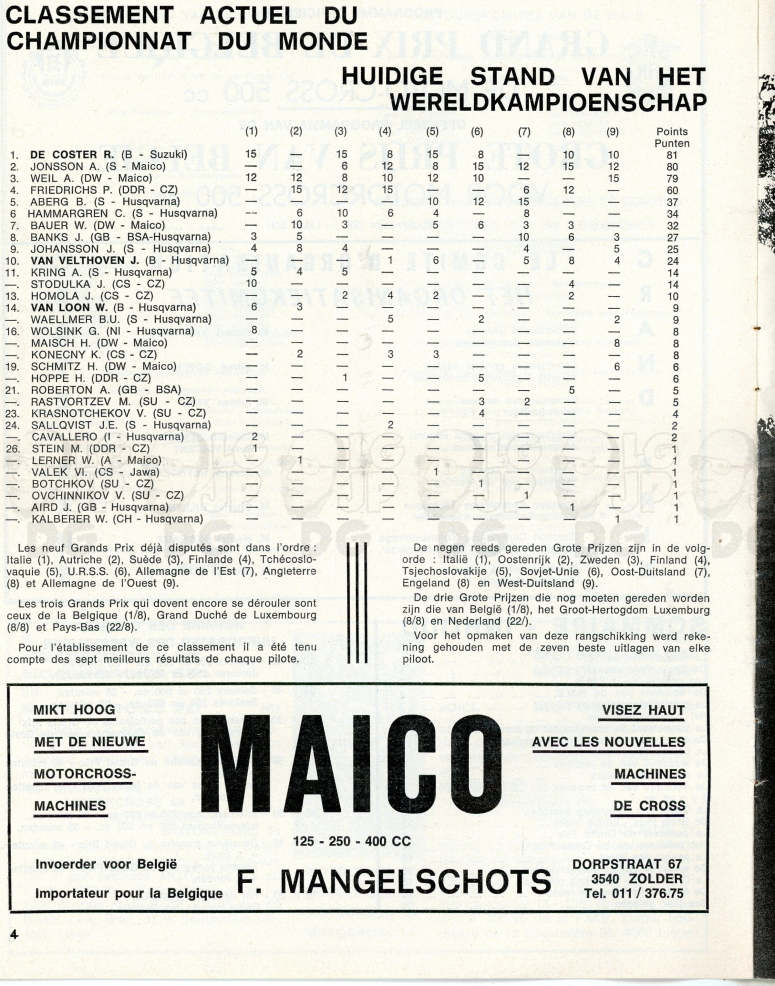 CLASSEMENT ACTUEL DU
CHAMPIONNAT DU MONDE
HUIDIGE STAND VAN HET
WERELDKAMPIOENSCHAP
(1) (2) (3) (4) (5) (6) (7) (8) (9) Points
Punten
1. DE COSTER R. (B - Suzuki) 15 15 15 8 15 8 — 10 10 81
2. JONSSON A. (S - Maico) — — 6 12 8 15 12 15 12 80
3. WEIL A. (DW - Maico) 12 12 8 10 12 10 — — 15 79
4. FRIEDRICHS P. (DDR - CZ) — 15 12 15 — — 6 12 — 60
5. ABERG B. (S - Husqvarna) — — — — 10 12 15 — — 37
6 HAMMARGREN C. (S - Husqvarna) -- 6 10 6 4 — 8 — — 34
7. BAUER W. (DW - Maico) — 10 3 — 5 6 3 3 2 32
8. BANKS J. (GB - BSA-Husqvarna) 3 5 — — — — 10 6 3 27
9. JOHANSSON J. (S - Husqvarna) 4 8 4 — — — 4 — 5 25
10. VAN VELTHOVEN J. (B - Husqvarna) — — — 1 — — 5 8 4 24
11. KRING A. (S - Husqvarna) 5 4 5 — — — — — — 14
—. STODULKA J. (CS - CZ) 10 — — — — — — 4 — 14
13. HOMOLA J. (CS - CZ) — — 2 4 2 — — 2 — 10
14. VAN LOON W. (B - Husqvarna) 6 3 — — — — — — — 9
—. WAELLMER B.U. (S - Husqvarna) — — — 5 — 2 — — 2 9
16. WOLSINK G. (NI - Husqvarna) 8 — — — — — — — — 8
—. MAISCH H. (DW - Maico) — — — — — — — — 8 8
—. KONECNY K. (CS - CZ) — 2 — 3 3 — — — — 8
19. SCHMITZ H. (DW - Maico) — — — — — — — — 6 6
—. HOPPE H. (DDR - CZ) — — 1 — — 5 — — — 6
21. ROBERTON A. (GB - BSA) — — — — — — — 5 — 5
—. RASTVORTZEV M. (SU - CZ) — — — — — 3 2 — — 5
23. KRASNOTCHEKOV V. (SU - CZ) — — — — — 4 — — — 4
24. SALLQVIST J.E. (S - Husqvarna) — — — 2 — — — — — 2
—. CAVALLERO (I - Husqvarna) 2 — — — — — — — — 2
26. STEIN M. (DDR - CZ) 1 — — — — — — — — 1
—. LERNER W. (A - Maico) — 1 — — — — — — — 1
—. VALEK VI. (CS - Jawa) — — — — 1 — — — — 1
—. BOTCHKOV (SU - CZ) — — — — — 1 — — — 1
—. OVCHINNIKOV V. (SU - CZ) — — — — — — 1 — — 1
—. AIRD J. (GB - Husqvarna) — — — — — — — 1 — 1
—. KALBERER W. (CH - Husqvarna) — — — — — — — — 1 1
Les neuf Grands Prix déjà disputés sont dans l'ordre :
Italie (1), Autriche (2), Suède (3), Finlande (4), Tchécoslo-
vaquie (5), U.R.S.S. (6), Allemagne de l'Est (7), Angleterre
(8) et Allemagne de l'Ouest (9).
Les trois Grands Prix qui doivent encore se dérouler sont
ceux de la Belgique (1/8), Grand Duché de Luxembourg
(8/8) et Pays-Bas (22/8).
Pour l'établissement de ce classement il a été tenu
compte des sept meilleurs résultats de chaque pilote.
De negen reeds gereden Grote Prijzen zijn in de volg-
orde : Italië (1), Oostenrijk (2), Zweden (3), Finland (4),
Tsjechoslovakije (5), Sovjet-Unie (6), Oost-Duitsland (7),
Engeland (8) en West-Duitsland (9).
De drie Grote Prijzen die nog moeten gereden worden
zijn die van België (1/8), het Groot-Hertogdom Luxemburg
(8/8) en Nederland (22/).
Voor het opmaken van deze rangschikking werd reke-
ning gehouden met de zeven beste uitlagen van elke
piloot.
MIKT HOOG
MET DE NIEUWE
MOTORCROSS-
MACHINES
MAICO
VISEZ HAUT
AVEC LES NOUVELLES
MACHINES
DE CROSS
125 - 250 - 400 CC
Invoerder voor België
Importateur pour la Belgique
F. MANGELSCHOTS
DORPSTRAAT 67
3540 ZOLDER
Tel. 011 / 376.75
4